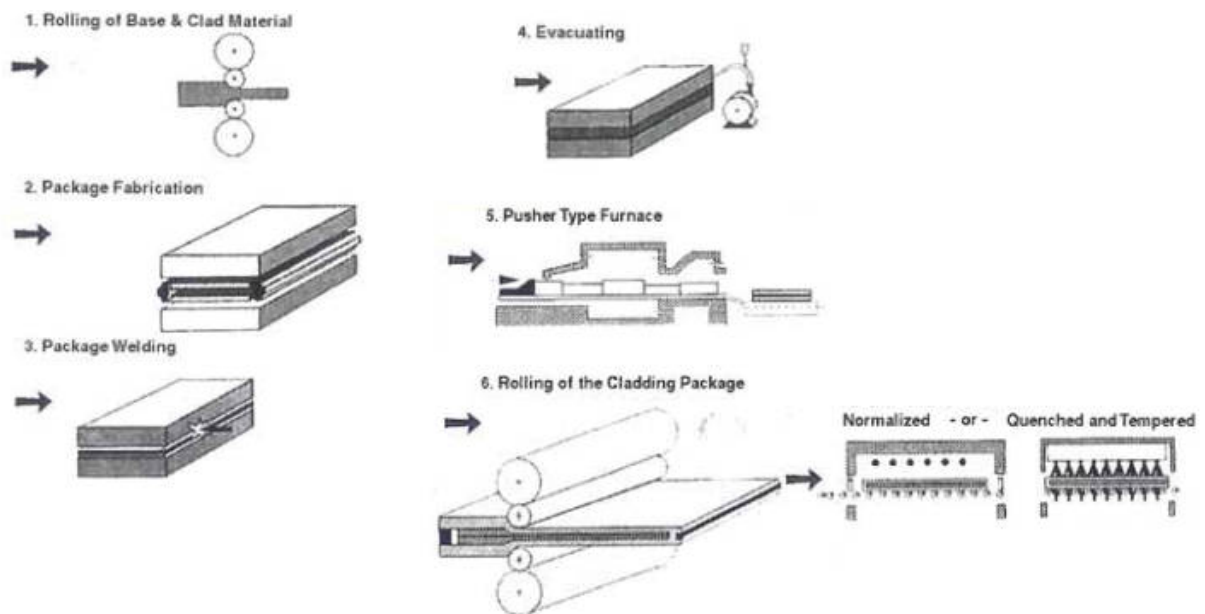 1. Rolling of Base & Clad Material
2. Package Fabrication
3. Package Welding
4. Evacuating
5. Pusher Type Furnace
6. Rolling of the Cladding Package
Normalized - or - Quenched and Tempered